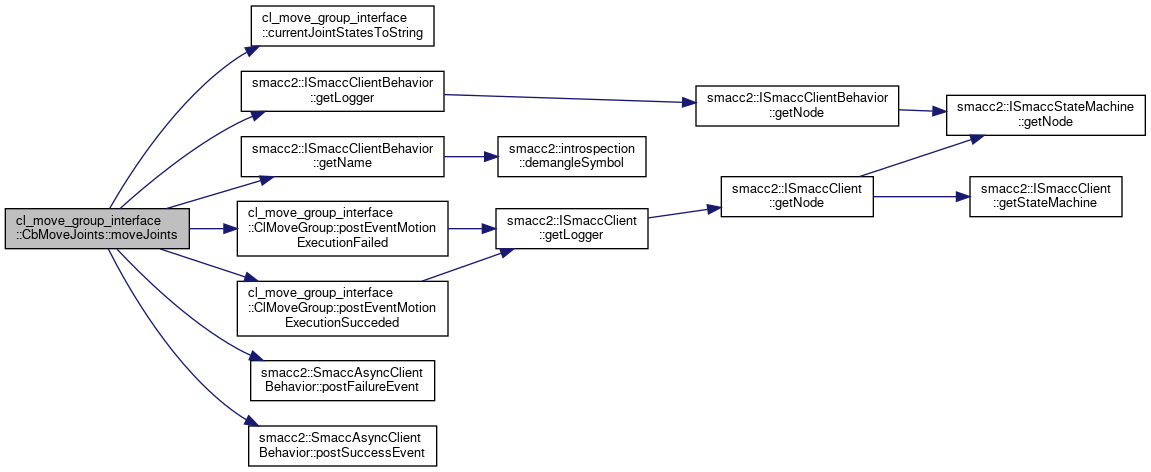 cl_move_group_interface
::currentJointStatesToString
smacc2::ISmaccClientBehavior
::getLogger
smacc2::ISmaccClientBehavior
::getNode
smacc2::ISmaccStateMachine
::getNode
smacc2::ISmaccClientBehavior
::getName
smacc2::introspection
::demangleSymbol
smacc2::ISmaccClient
::getNode
smacc2::ISmaccClient
::getStateMachine
cl_move_group_interface
::CbMoveJoints::moveJoints
cl_move_group_interface
::ClMoveGroup::postEventMotion
ExecutionFailed
smacc2::ISmaccClient
::getLogger
cl_move_group_interface
::ClMoveGroup::postEventMotion
ExecutionSucceded
smacc2::SmaccAsyncClient
Behavior::postFailureEvent
smacc2::SmaccAsyncClient
Behavior::postSuccessEvent